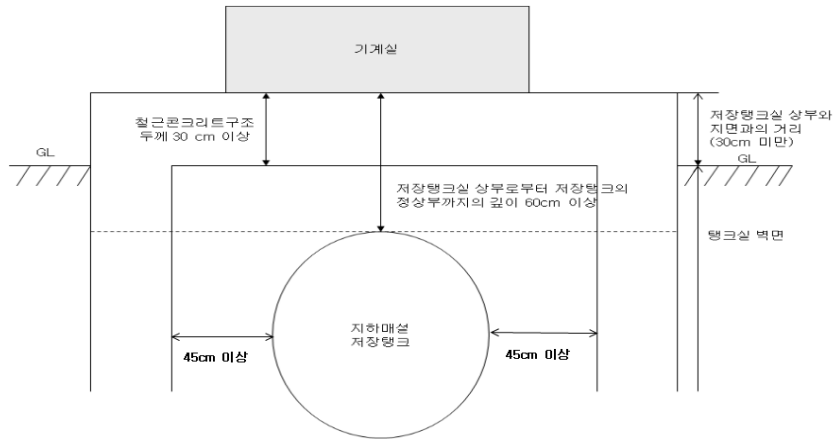 기계실
철근콘크리트구조
두께 30 cm 이상
저장탱크실 상부와
지면과의 거리
(30cm 미만)
GL
GL
저장탱크실 상부로부터 저장탱크의
정상부까지의 깊이 60cm 이상
탱크실 벽면
지하매설
저장탱크
45cm 이상
45cm 이상